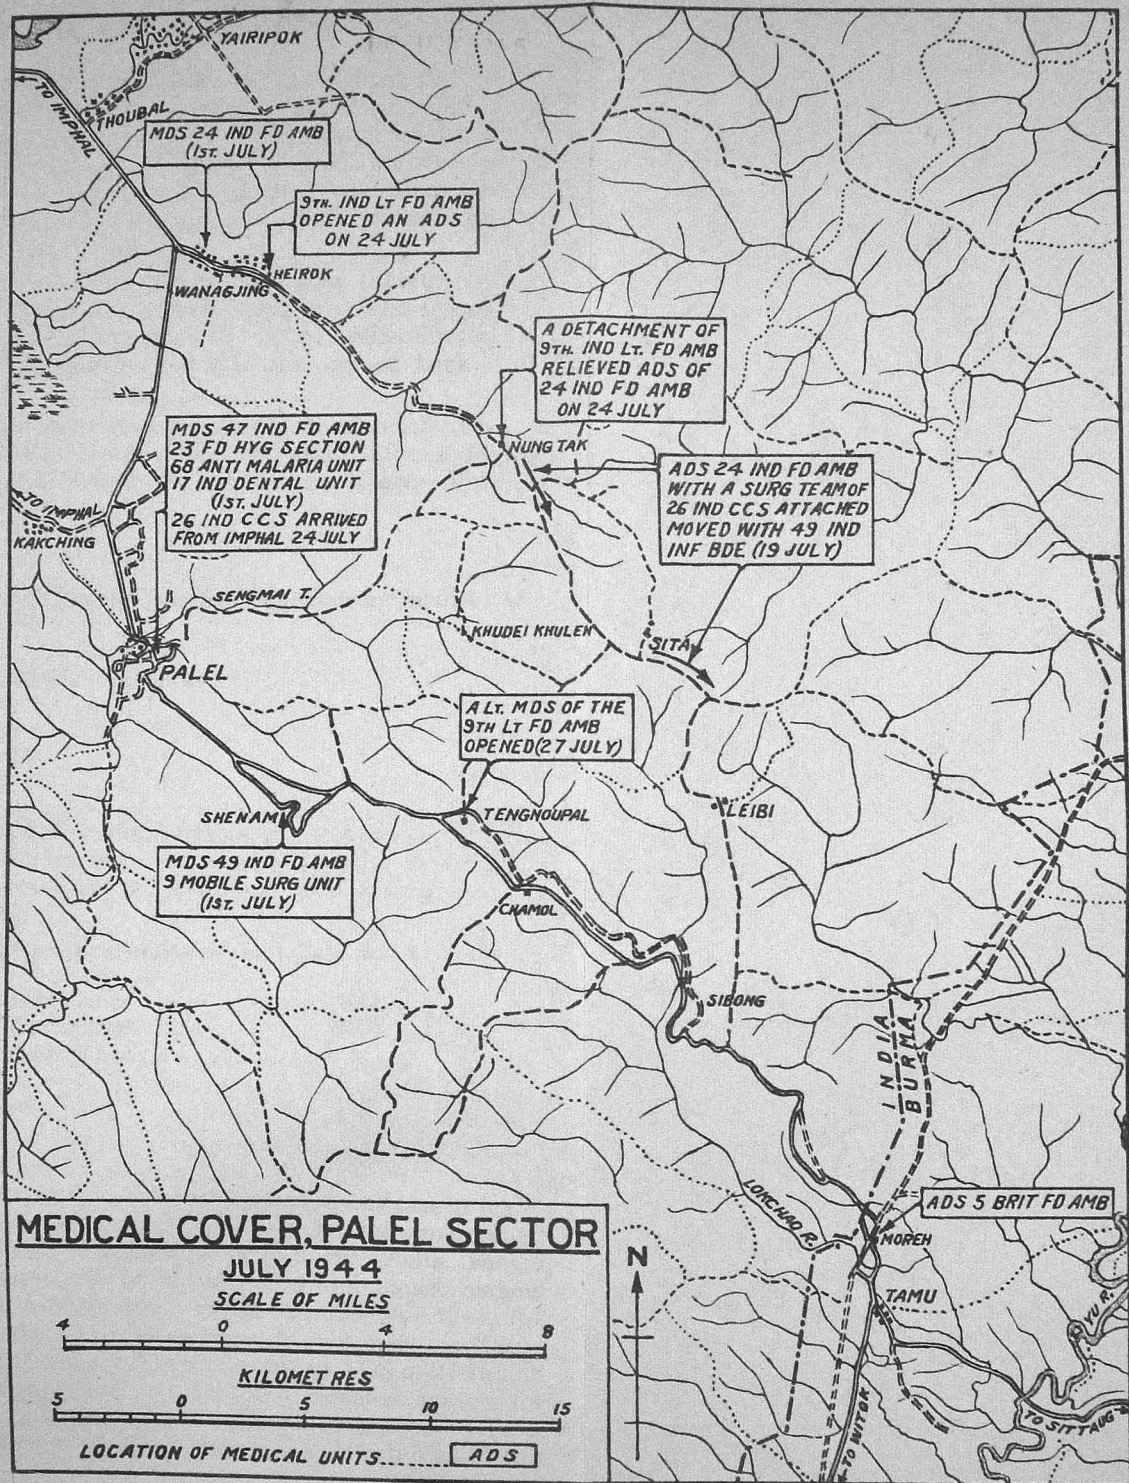 YAIRIPOK
TO IMPHAL
THOUBAL
MDS 24 IND FD AMB
(1ST. JULY)
9TH. IND LT FD AMB
OPENED AN ADS
ON 24 JULY
HEIROK
WANAGJING
A DETACHMENT OF
9TH. IND LT. FD AMB
RELIEVED ADS OF
24 IND FD AMB
ON 24 JULY
MDS 47 IND FD AMB
23 FD HYG SECTION
68 ANTI MALARIA UNIT
17 IND DENTAL UNIT
(1ST. JULY)
26 IND CCS ARRIVED
FROM IMPHAL 24 JULY
NUNG TAK
ADS 24 IND FD AMB
WITH A SURG TEAM OF
26 IND CCS ATTACHED
MOVED WITH 49 IND
INF BDE (19 JULY)
TO IMPHAL
KAKCHING
SENGMAI T.
KHUDEI KHULEN
SITA
PALEL
A LT. MDS OF THE
9TH LT FD AMB
OPENED (27 JULY)
LEIBI
SHENAM
TENGNOUPAL
MDS 49 IND FD AMB
9 MOBILE SURG UNIT
(1ST. JULY)
CHAMOL
SIBONG
INDIA
BURMA
LOKCHAO R.
ADS 5 BRIT FD AMB
MOREH
TAMU
YU R.
TO SITTAUG
TO WITOK
N
MEDICAL COVER, PALEL SECTOR
JULY 1944
SCALE OF MILES
4 0 4 8
KILOMETRES
5 0 5 10 15
LOCATION OF MEDICAL UNITS....... ADS